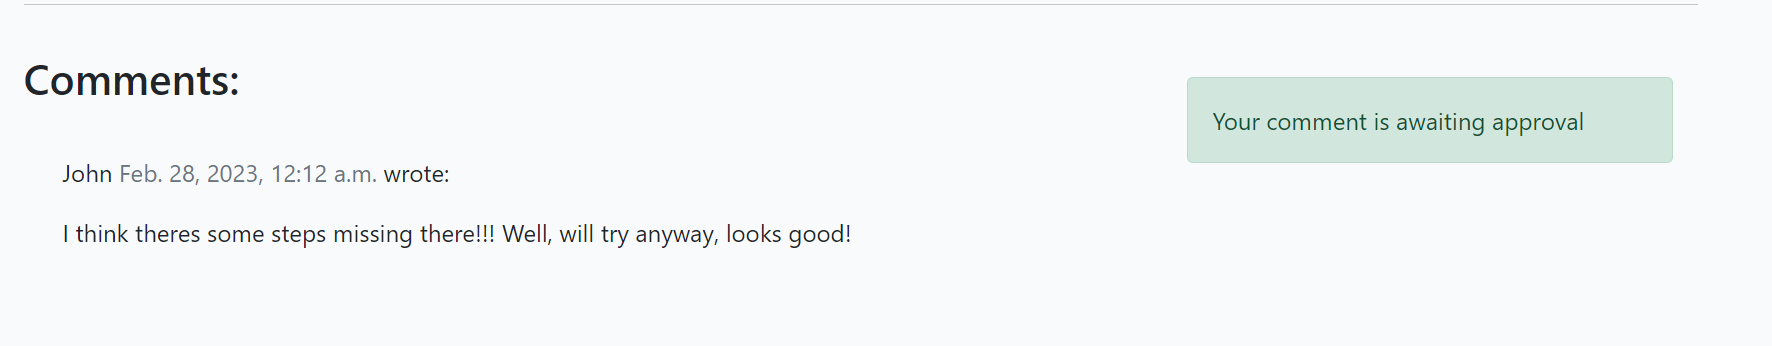 Comments:
Your comment is awaiting approval
John Feb. 28, 2023, 12:12 a.m. wrote:
I think theres some steps missing there!!! Well, will try anyway, looks good!